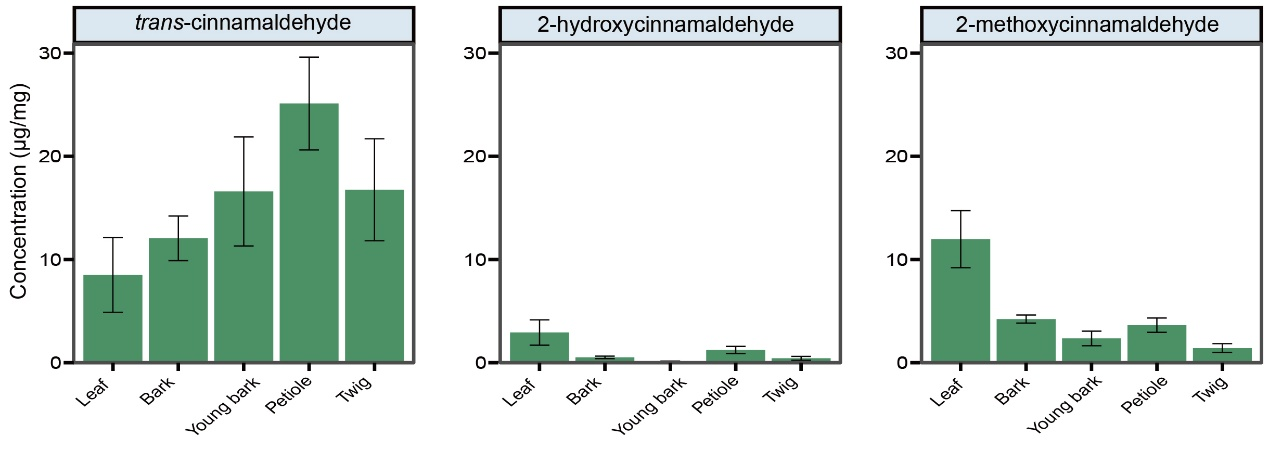 trans-cinnamaldehyde
2-hydroxycinnamaldehyde
2-methoxycinnamaldehyde
Concentration (µg/mg)
30
20
10
0
Leaf
Bark
Young bark
Petiole
Twig
30
20
10
0
Leaf
Bark
Young bark
Petiole
Twig
30
20
10
0
Leaf
Bark
Young bark
Petiole
Twig